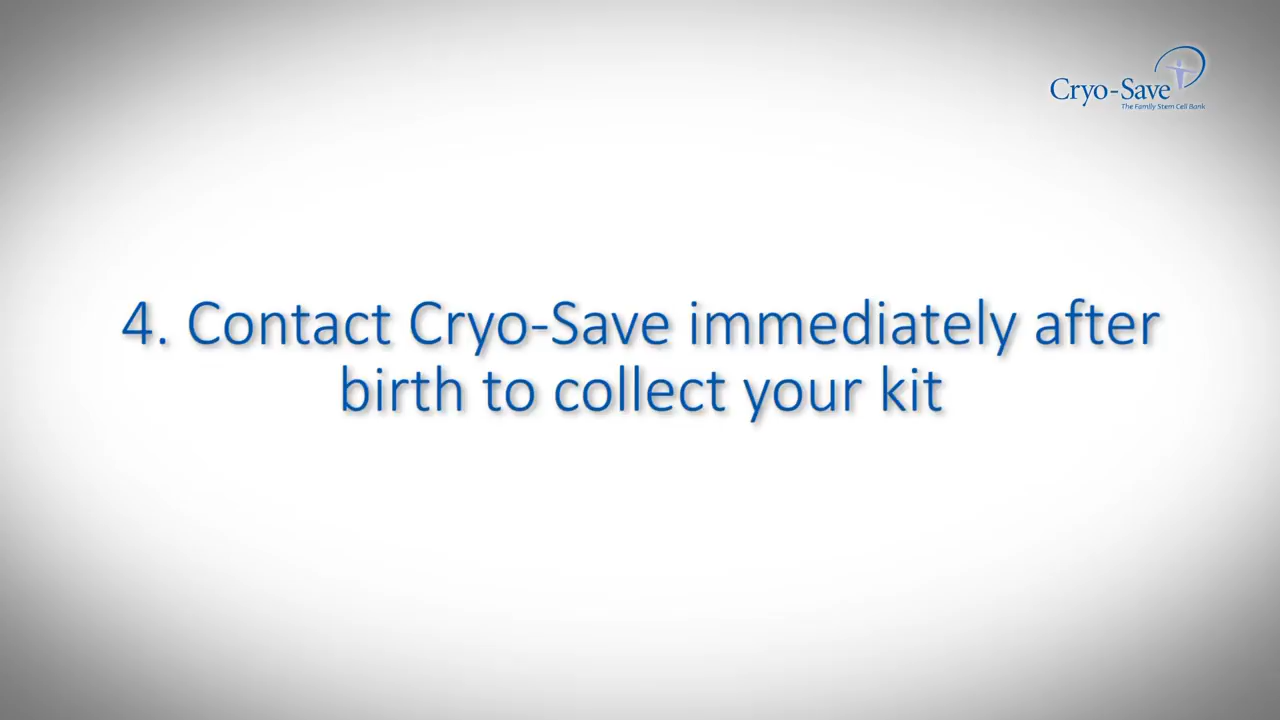 Cryo-Save
The Family Stem Cell Bank
4. Contact Cryo-Save immediately after
birth to collect your kit